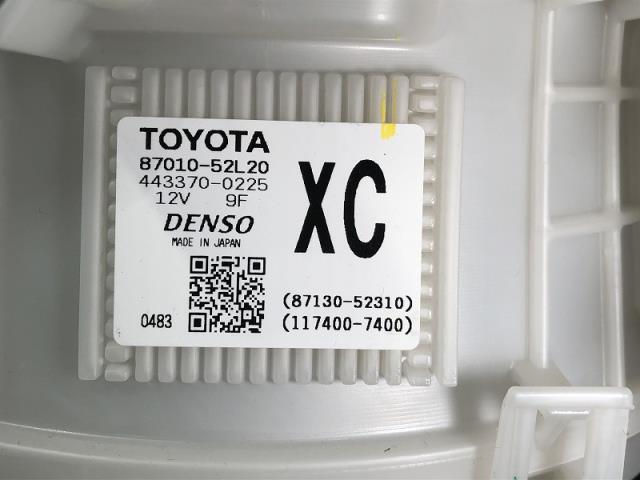 TOYOTA
87010-52L20
443370-0225
12V 9F
DENSO
MADE IN JAPAN
XC
0483
(87130-52310)
(117400-7400)